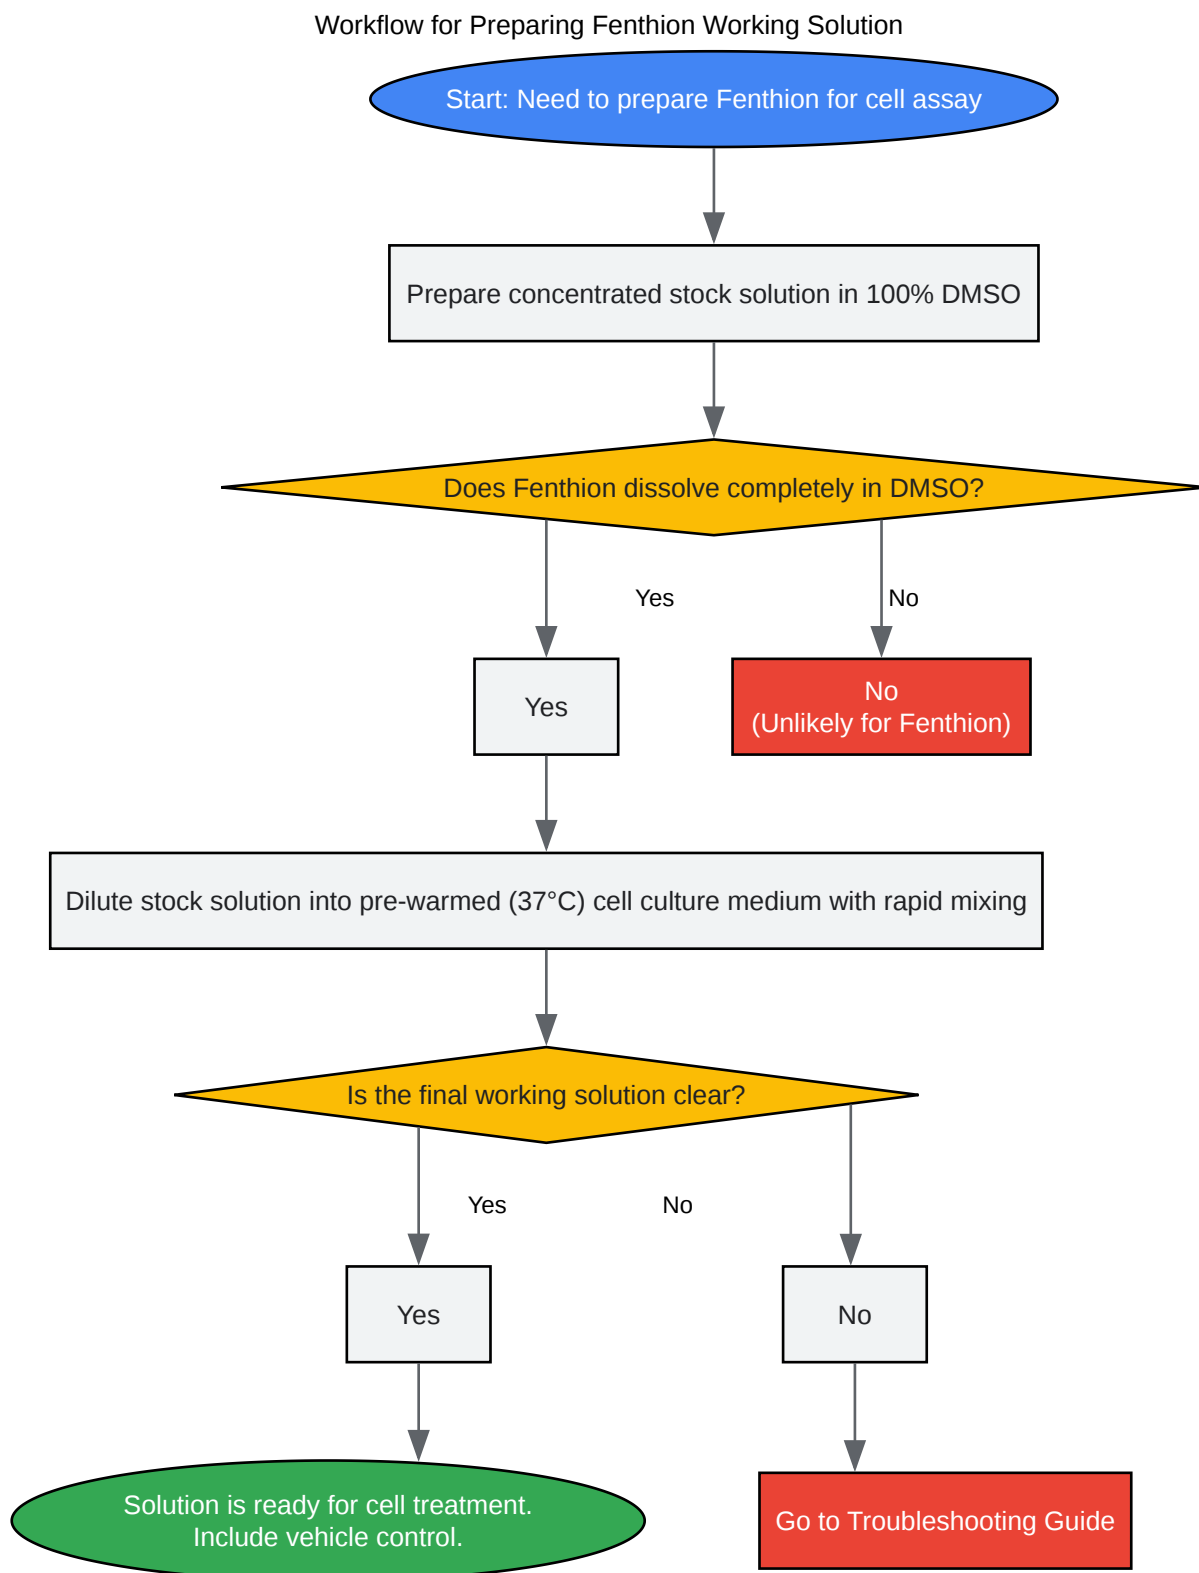 Workflow for Preparing Fenthion Working Solution
Start: Need to prepare Fenthion for cell assay
Prepare concentrated stock solution in 100% DMSO
Does Fenthion dissolve completely in DMSO?
Yes
No
Yes
No
(Unlikely for Fenthion)
Dilute stock solution into pre-warmed (37°C) cell culture medium with rapid mixing
Is the final working solution clear?
Yes
No
Yes
No
Solution is ready for cell treatment.
Include vehicle control.
Go to Troubleshooting Guide